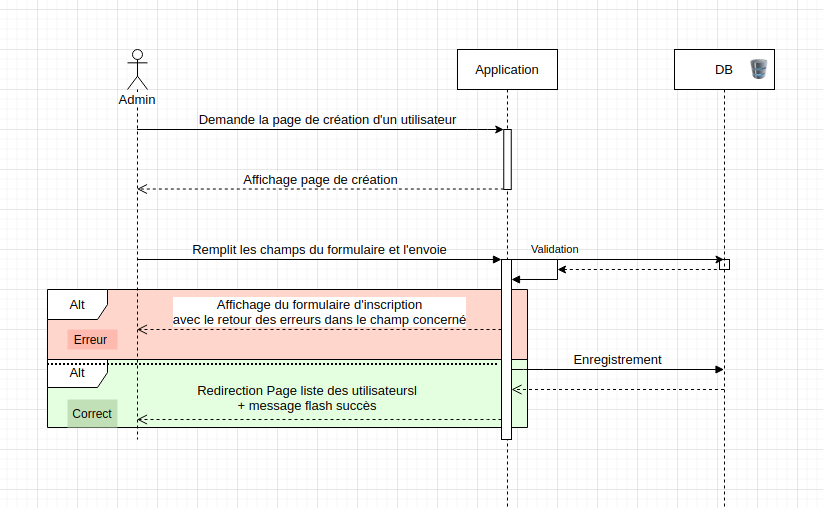 Admin
Application
DB
Demande la page de création d'un utilisateur
Affichage page de création
Remplit les champs du formulaire et l'envoie
Validation
Alt
Affichage du formulaire d'inscription
avec le retour des erreurs dans le champ concerné
Erreur
Enregistrement
Alt
Redirection Page liste des utilisateursl
+ message flash succès
Correct